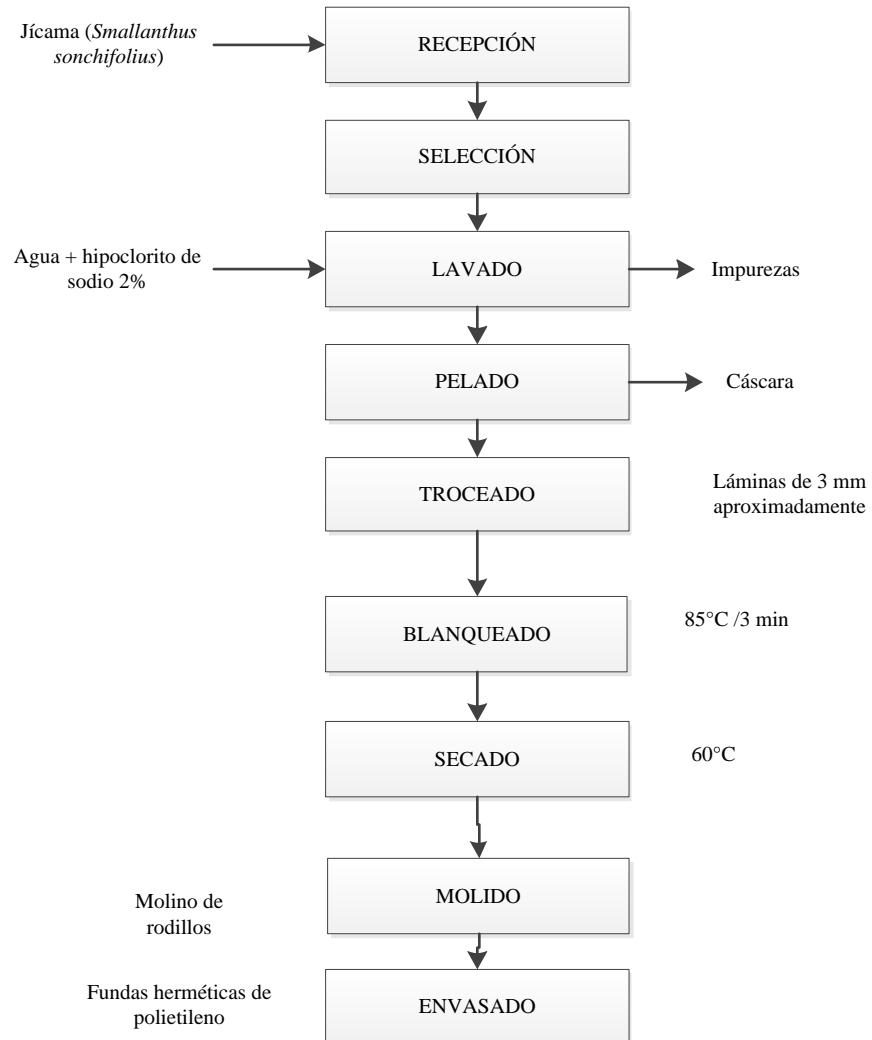 Jícama (Smallanthus
sonchifolius)
RECEPCIÓN
SELECCIÓN
Agua + hipoclorito de
sodio 2%
LAVADO
Impurezas
PELADO
Cáscara
TROCEADO
Láminas de 3 mm
aproximadamente
BLANQUEADO
85°C /3 min
SECADO
60°C
Molino de
rodillos
MOLIDO
Fundas herméticas de
polietileno
ENVASADO